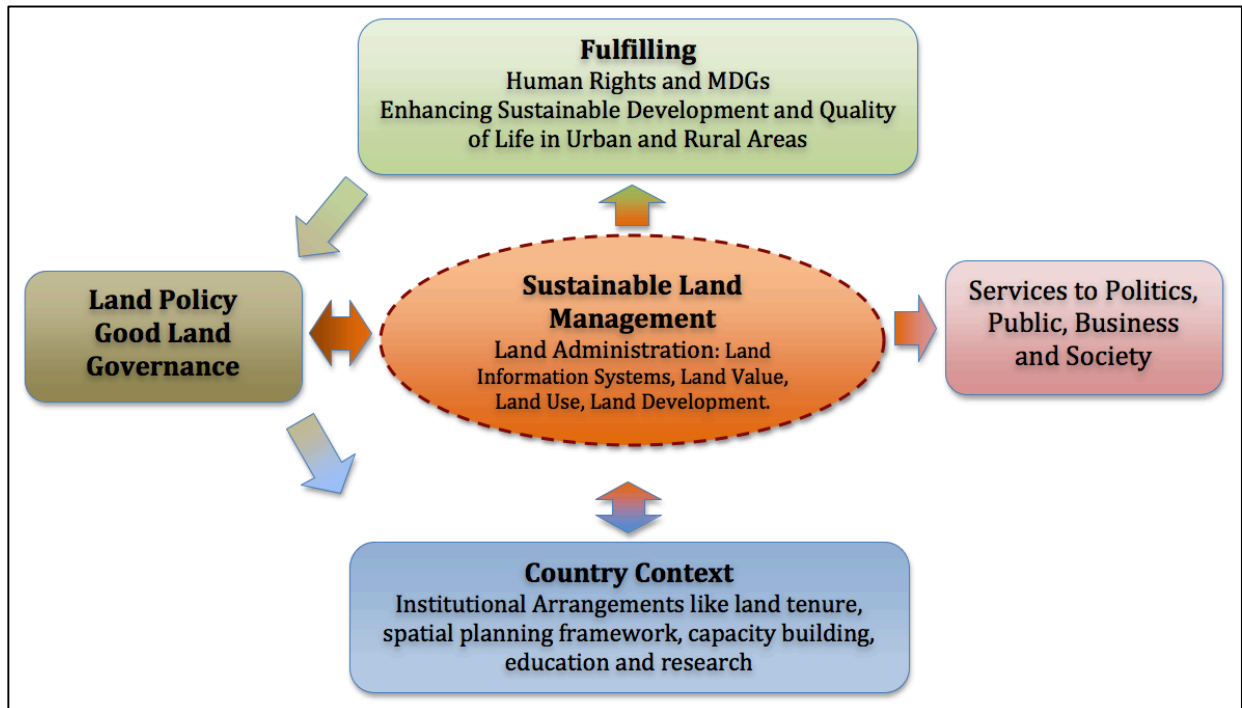 Fulfilling
Human Rights and MDGs
Enhancing Sustainable Development and Quality
of Life in Urban and Rural Areas
Land Policy
Good Land
Governance
Sustainable Land
Management
Land Administration: Land
Information Systems, Land Value,
Land Use, Land Development.
Services to Politics,
Public, Business
and Society
Country Context
Institutional Arrangements like land tenure,
spatial planning framework, capacity building,
education and research